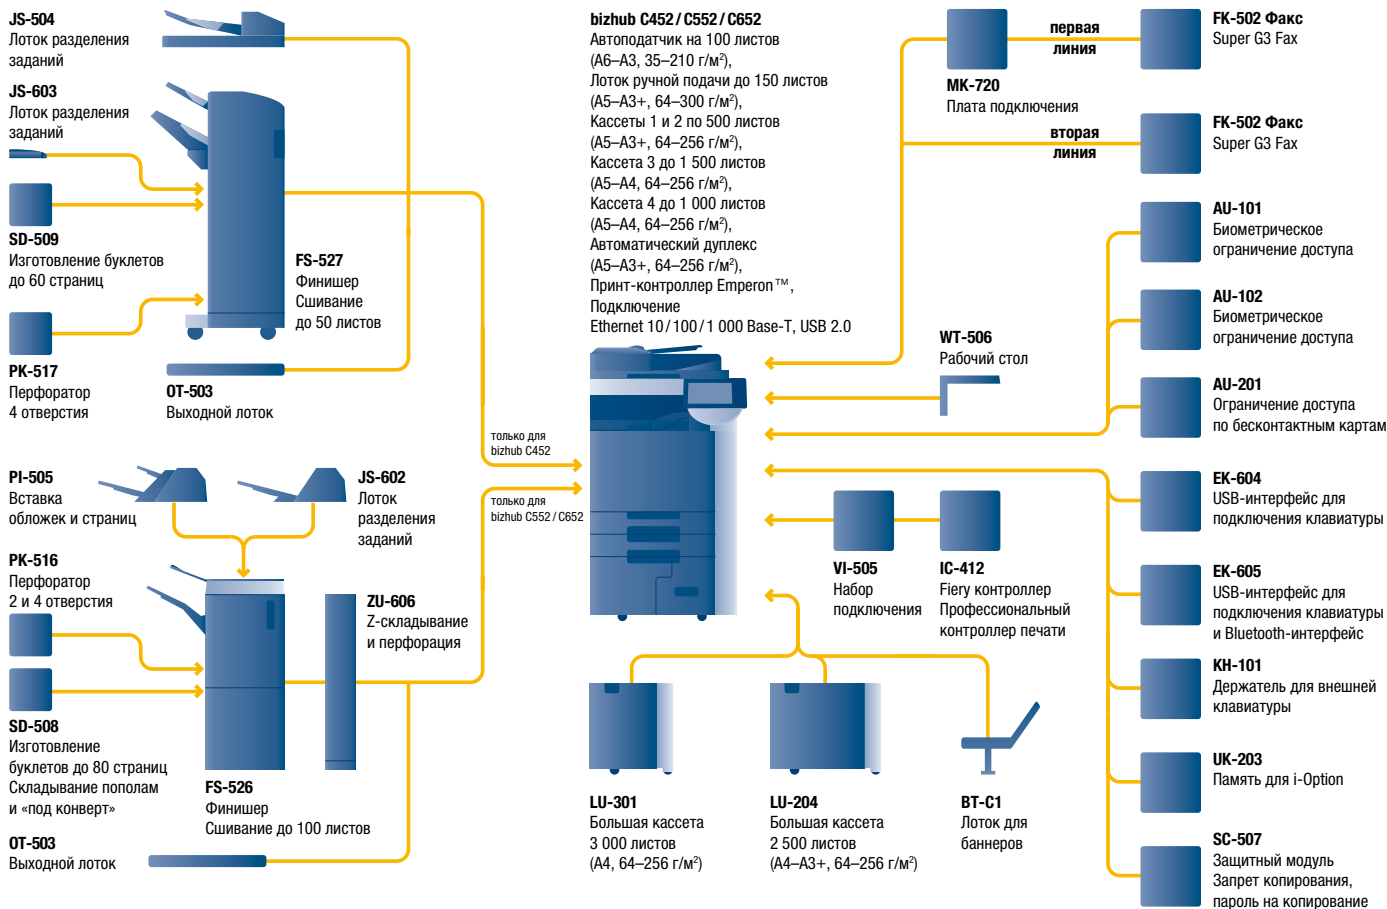 JS-504
Лоток разделения
заданий
JS-603
Лоток разделения
заданий
SD-509
Изготовление буклетов
до 60 страниц
PK-517
Перфоратор
4 отверстия
FS-527
Финишер
Сшивание
до 50 листов
OT-503
Выходной лоток
PI-505
Вставка
обложек и страниц
JS-602
Лоток
разделения
заданий
PK-516
Перфоратор
2 и 4 отверстия
ZU-606
Z-складывание
и перфорация
SD-508
Изготовление
буклетов до 80 страниц
Складывание пополам
и «под конверт»
FS-526
Финишер
Сшивание до 100 листов
OT-503
Выходной лоток
только для
bizhub C452
только для
bizhub C552 / C652
bizhub C452 / C552 / C652
Автоподатчик на 100 листов
(A6–A3, 35–210 г/м²),
Лоток ручной подачи до 150 листов
(A5–A3+, 64–300 г/м²),
Кассеты 1 и 2 по 500 листов
(A5–A3+, 64–256 г/м²),
Кассета 3 до 1 500 листов
(A5–A4, 64–256 г/м²),
Кассета 4 до 1 000 листов
(A5–A4, 64–256 г/м²),
Автоматический дуплекс
(A5–A3+, 64–256 г/м²),
Принт-контроллер Emperon™,
Подключение
Ethernet 10 / 100 / 1 000 Base-T, USB 2.0
MK-720
Плата подключения
первая
линия
вторая
линия
WT-506
Рабочий стол
VI-505
Набор
подключения
IC-412
Fiery контроллер
Профессиональный
контроллер печати
LU-301
Большая кассета
3 000 листов
(A4, 64–256 г/м²)
LU-204
Большая кассета
2 500 листов
(A4–A3+, 64–256 г/м²)
BT-C1
Лоток для
баннеров
FK-502 Факс
Super G3 Fax
FK-502 Факс
Super G3 Fax
AU-101
Биометрическое
ограничение доступа
AU-102
Биометрическое
ограничение доступа
AU-201
Ограничение доступа
по бесконтактным картам
EK-604
USB-интерфейс для
подключения клавиатуры
EK-605
USB-интерфейс для
подключения клавиатуры
и Bluetooth-интерфейс
KH-101
Держатель для внешней
клавиатуры
UK-203
Память для i-Option
SC-507
Защитный модуль
Запрет копирования,
пароль на копирование